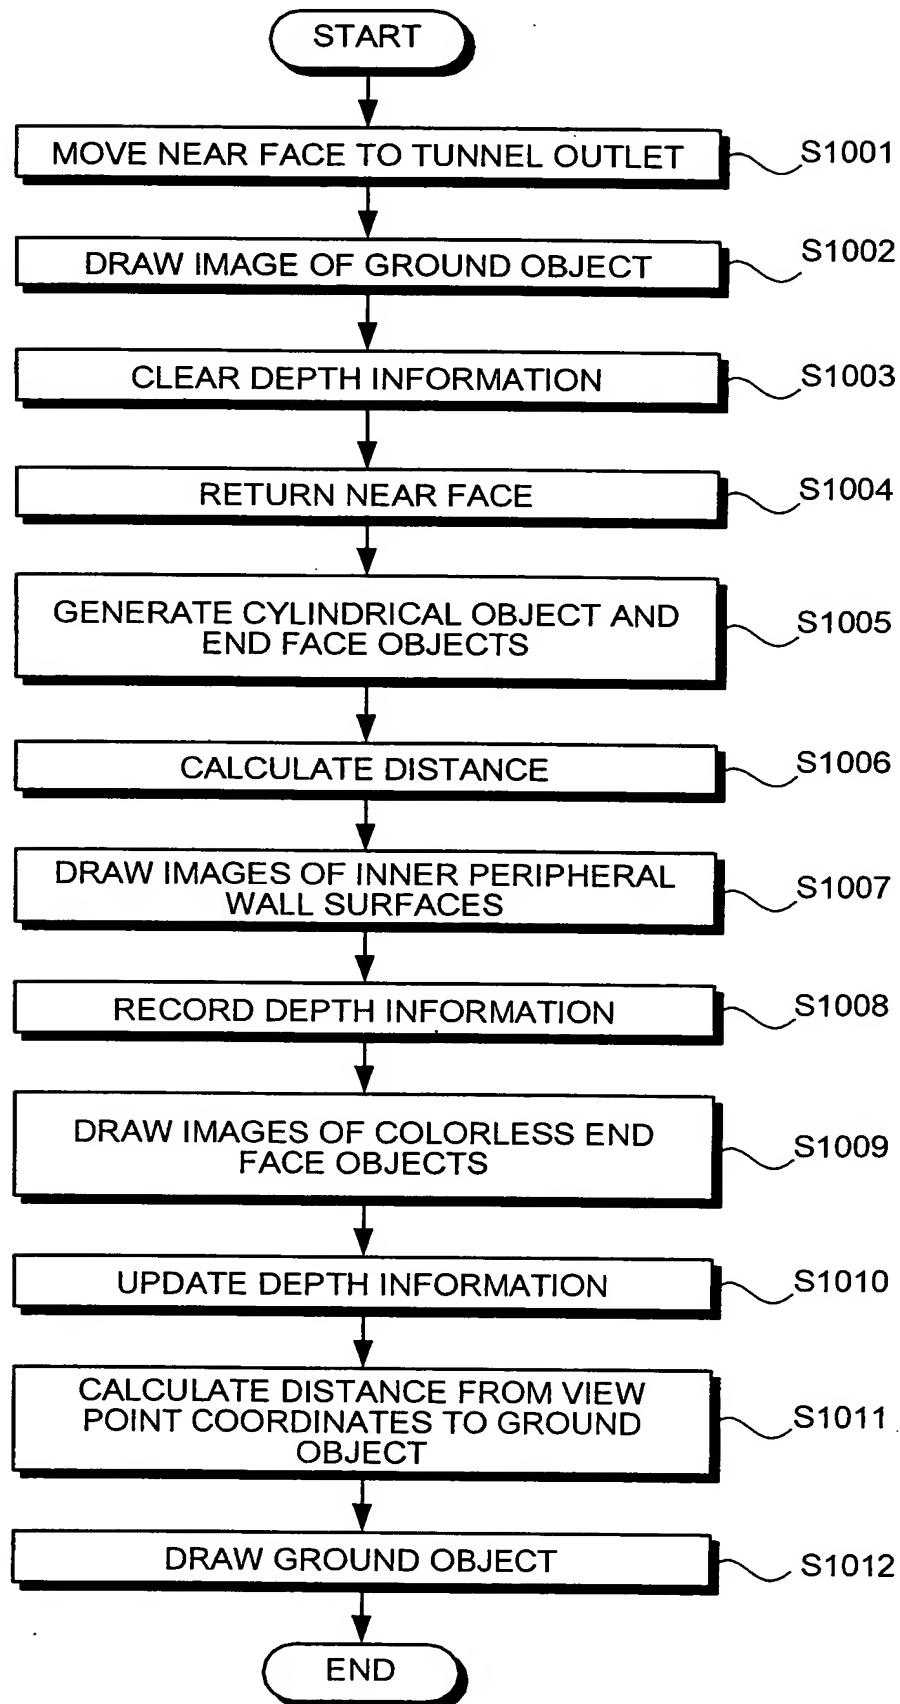 START
MOVE NEAR FACE TO TUNNEL OUTLET
S1001
DRAW IMAGE OF GROUND OBJECT
S1002
CLEAR DEPTH INFORMATION
S1003
RETURN NEAR FACE
S1004
GENERATE CYLINDRICAL OBJECT AND
END FACE OBJECTS
S1005
CALCULATE DISTANCE
S1006
DRAW IMAGES OF INNER PERIPHERAL
WALL SURFACES
S1007
RECORD DEPTH INFORMATION
S1008
DRAW IMAGES OF COLORLESS END
FACE OBJECTS
S1009
UPDATE DEPTH INFORMATION
S1010
CALCULATE DISTANCE FROM VIEW
POINT COORDINATES TO GROUND
OBJECT
S1011
DRAW GROUND OBJECT
S1012
END